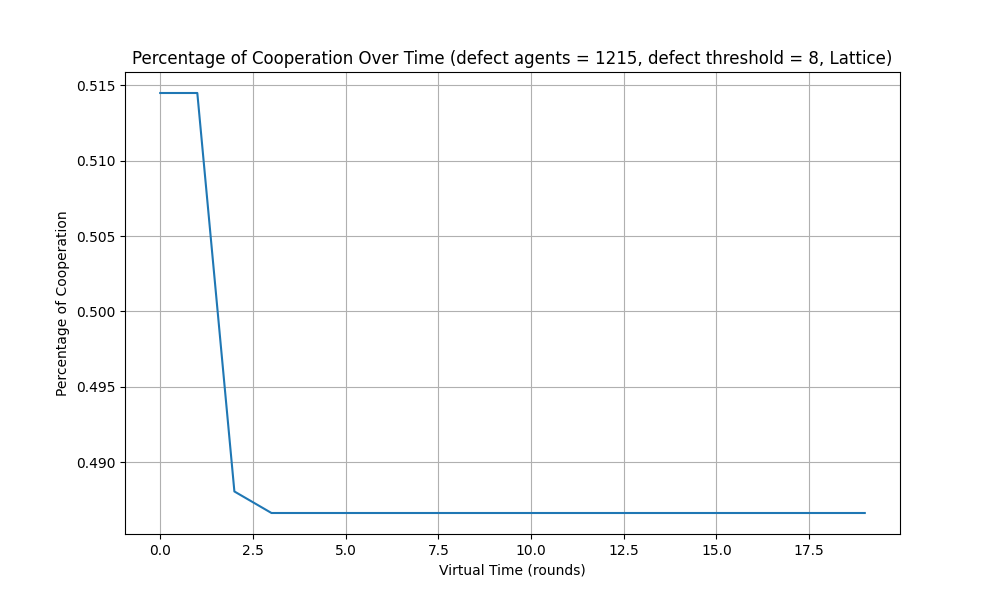 Percentage of Cooperation Over Time (defect agents = 1215, defect threshold = 8, Lattice)
Percentage of Cooperation
0.515
0.510
0.505
0.500
0.495
0.490
0.0 2.5 5.0 7.5 10.0 12.5 15.0 17.5
Virtual Time (rounds)